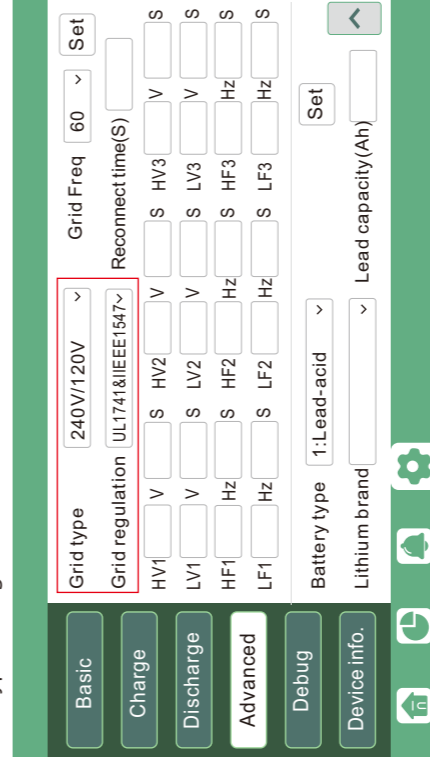 Basic
Charge
Discharge
Advanced
Debug
Device info.
Grid type 240V/120V Grid Freq 60 Set
Grid regulation UL1741&IIEEE1547 Reconnect time(S)
HV1 V S HV2 V S HV3 V S
LV1 V S LV2 V S LV3 V S
HF1 Hz S HF2 Hz S HF3 Hz S
LF1 Hz S LF2 Hz S LF3 Hz S
Battery type 1:Lead-acid Set
Lithium brand Lead capacity(Ah)